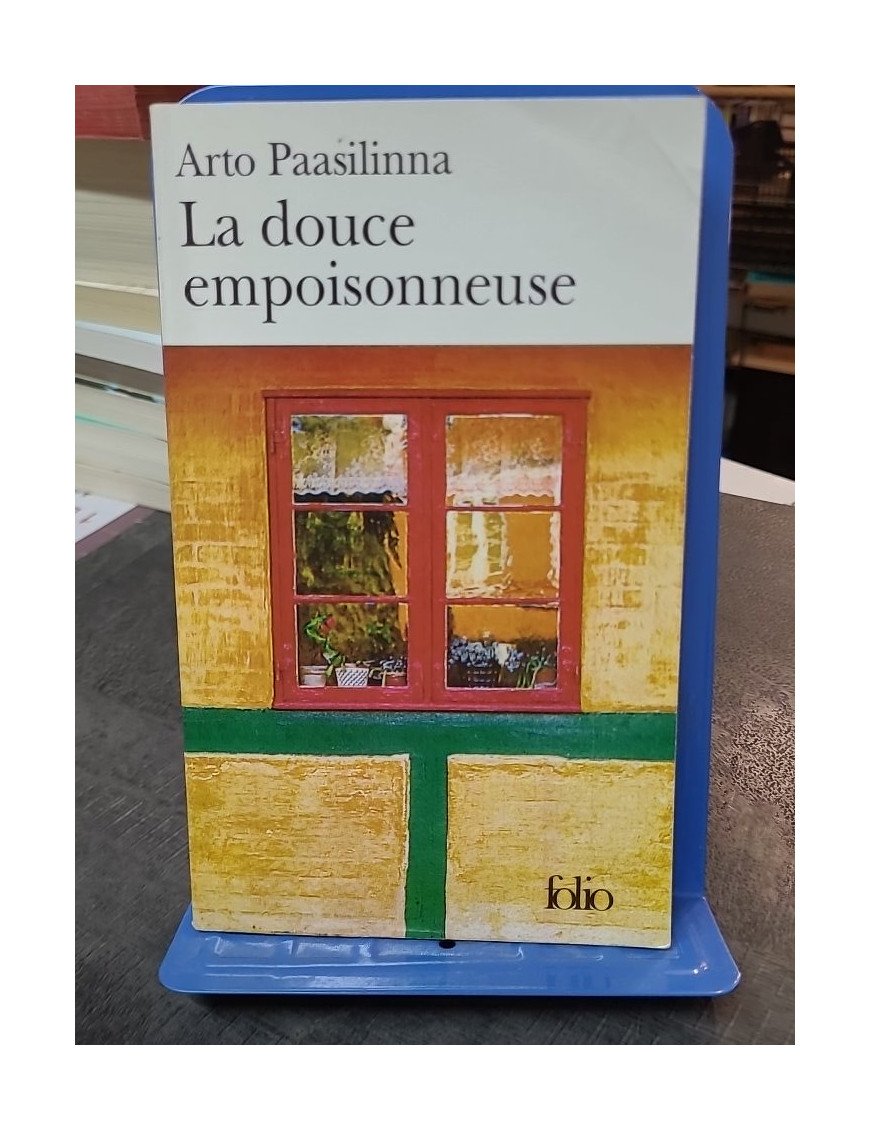 Arto Paasilinna
La douce
empoisonneuse
folio